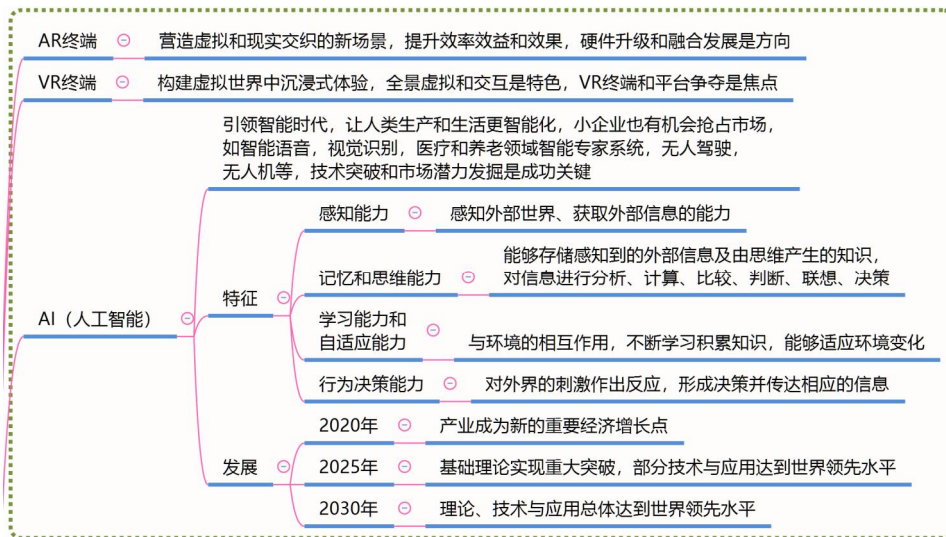 AR终端
营造虚拟和现实交织的新场景，提升效率效益和效果，硬件升级和融合发展是方向
VR终端
构建虚拟世界中沉浸式体验，全景虚拟和交互是特色，VR终端和平台争夺是焦点
AI（人工智能）
引领智能时代，让人类生产和生活更智能化，小企业也有机会抢占市场，
如智能语音，视觉识别，医疗和养老领域智能专家系统，无人驾驶，
无人机等，技术突破和市场潜力发掘是成功关键
特征
感知能力
感知外部世界、获取外部信息的能力
记忆和思维能力
能够存储感知到的外部信息及由思维产生的知识，
对信息进行分析、计算、比较、判断、联想、决策
学习能力和
自适应能力
与环境的相互作用，不断学习积累知识，能够适应环境变化
行为决策能力
对外界的刺激作出反应，形成决策并传达相应的信息
发展
2020年
产业成为新的重要经济增长点
2025年
基础理论实现重大突破，部分技术与应用达到世界领先水平
2030年
理论、技术与应用总体达到世界领先水平